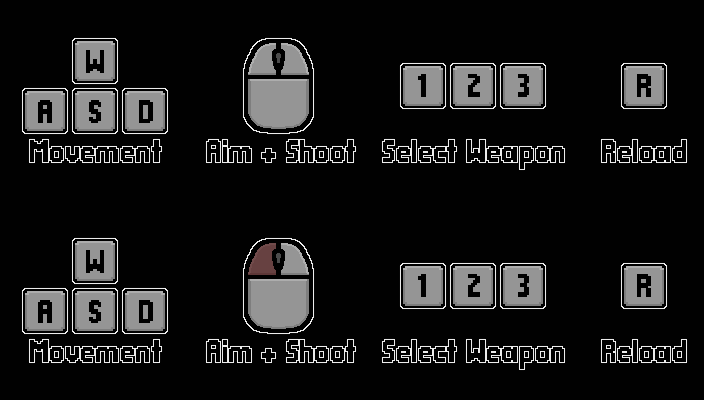 W
A S D 1 2 3 R
Movement Aim + Shoot Select Weapon Reload
W
A S D 1 2 3 R
Movement Aim + Shoot Select Weapon Reload